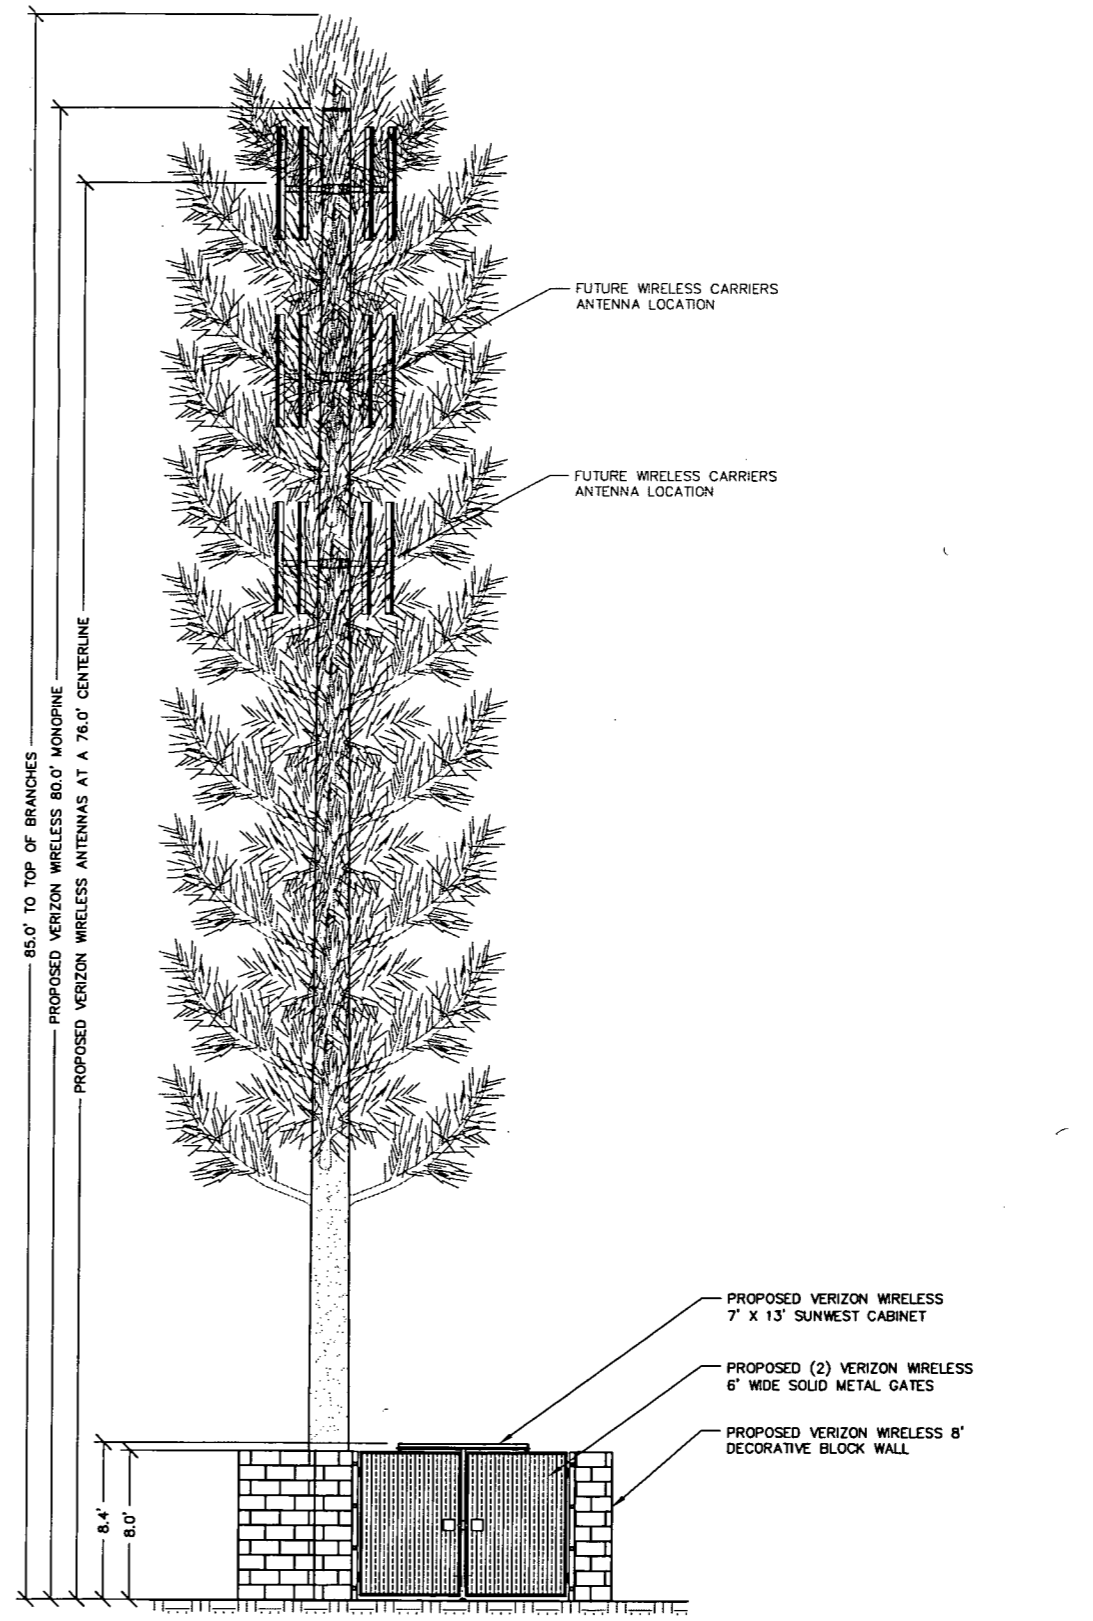 85.0' TO TOP OF BRANCHES
PROPOSED VERIZON WIRELESS 80.0' MONOPINE
PROPOSED VERIZON WIRELESS ANTENNAS AT A 76.0' CENTERLINE
FUTURE WIRELESS CARRIERS
ANTENNA LOCATION
FUTURE WIRELESS CARRIERS
ANTENNA LOCATION
PROPOSED VERIZON WIRELESS
7' X 13' SUNWEST CABINET
PROPOSED (2) VERIZON WIRELESS
6' WIDE SOLID METAL GATES
PROPOSED VERIZON WIRELESS 8'
DECORATIVE BLOCK WALL
8.4'
8.0'